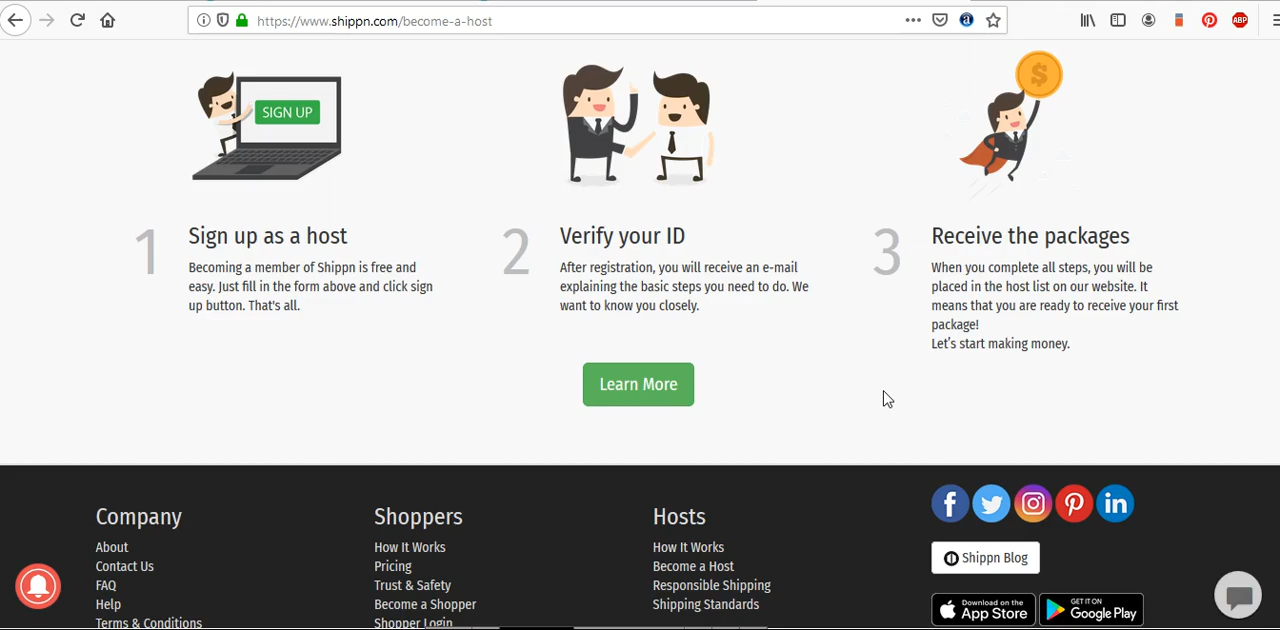 https://www.shippn.com/become-a-host
ABP
SIGN UP
$
1
Sign up as a host
Becoming a member of Shippn is free and
easy. Just fill in the form above and click sign
up button. That's all.
2
Verify your ID
After registration, you will receive an e-mail
explaining the basic steps you need to do. We
want to know you closely.
3
Receive the packages
When you complete all steps, you will be
placed in the host list on our website. It
means that you are ready to receive your first
package!
Let's start making money.
Learn More
Company
About
Contact Us
FAQ
Help
Terms & Conditions
Shoppers
How It Works
Pricing
Trust & Safety
Become a Shopper
Shopper Login
Hosts
How It Works
Become a Host
Responsible Shipping
Shipping Standards
Shippn Blog
Download on the
App Store
GET IT ON
Google Play